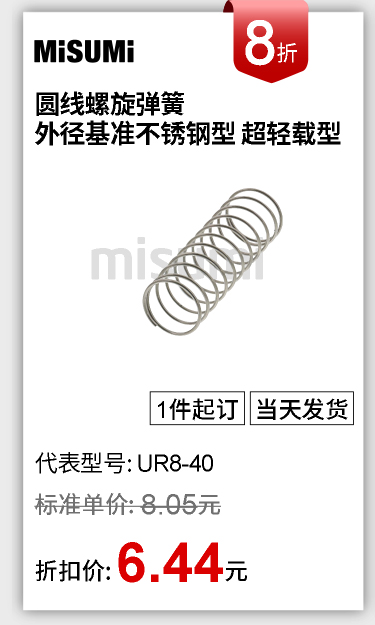 MiSUMi
8折
圆线螺旋弹簧
外径基准不锈钢型 超轻载型
misumi
1件起订 当天发货
代表型号: UR8-40
标准单价: 8.05元
折扣价: 6.44元